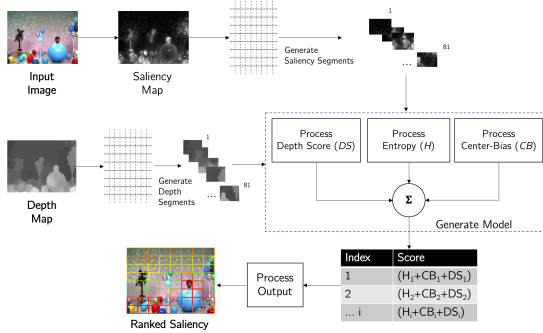 1
81
...
Generate
Saliency Segments
Input
Image
Saliency
Map
1
81
...
Generate
Depth
Segments
Depth
Map
Process
Depth Score (DS)
Process
Entropy (H)
Process
Center-Bias (CB)
Σ
Generate Model
Index Score
1 (H₁+CB₁+DS₁)
2 (H₂+CB₂+DS₂)
... i (Hᵢ+CBᵢ+DSᵢ)
Process
Output
Ranked Saliency